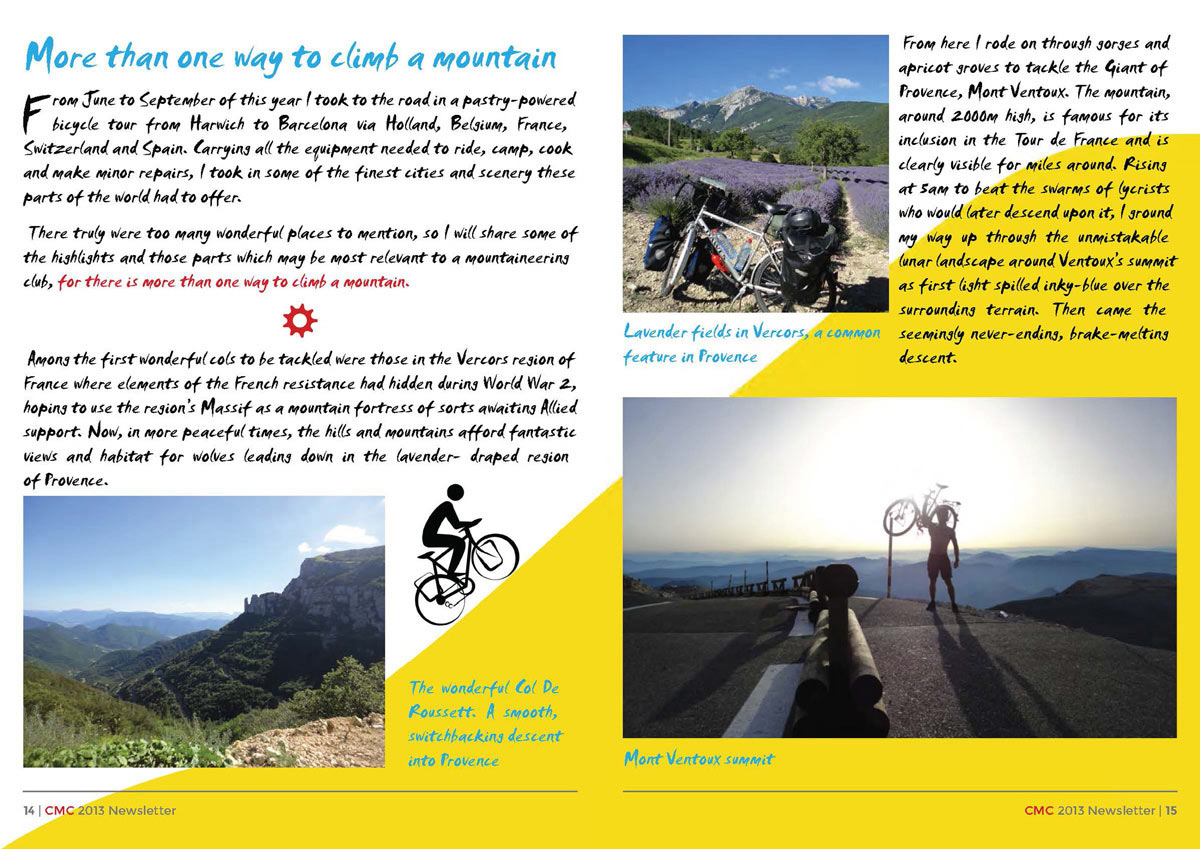 More than one way to climb a mountain
From June to September of this year I took to the road in a pastry-powered
bicycle tour from Harwich to Barcelona via Holland, Belgium, France,
Switzerland and Spain. Carrying all the equipment needed to ride, camp, cook
and make minor repairs, I took in some of the finest cities and scenery these
parts of the world had to offer.
There truly were too many wonderful places to mention, so I will share some of
the highlights and those parts which may be most relevant to a mountaineering
club, for there is more than one way to climb a mountain.
Among the first wonderful cols to be tackled were those in the Vercors region of
France where elements of the French resistance had hidden during World War 2,
hoping to use the region's Massif as a mountain fortress of sorts awaiting Allied
support. Now, in more peaceful times, the hills and mountains afford fantastic
views and habitat for wolves leading down in the lavender- draped region
of Provence.
The wonderful Col De
Roussett. A smooth,
switchbacking descent
into Provence
14 | CMC 2013 Newsletter
Lavender fields in Vercors, a common
feature in Provence
From here I rode on through gorges and
apricot groves to tackle the Giant of
Provence, Mont Ventoux. The mountain,
around 2000m high, is famous for its
inclusion in the Tour de France and is
clearly visible for miles around. Rising
at 5am to beat the swarms of lycrists
who would later descend upon it, I ground
my way up through the unmistakable
lunar landscape around Ventoux's summit
as first light spilled inky-blue over the
surrounding terrain. Then came the
seemingly never-ending, brake-melting
descent.
Mont Ventoux summit
CMC 2013 Newsletter | 15